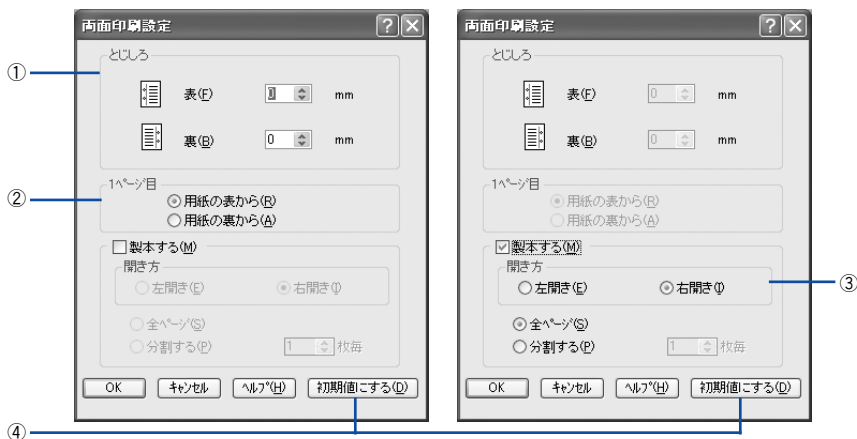 両面印刷設定
① とじしろ
表(F) 0 mm
裏(B) 0 mm
② 1ページ目
用紙の表から(R)
用紙の裏から(A)
製本する(M)
開き方
左開き(E) 右開き(I)
全ページ(S)
分割する(P) 1 枚毎
OK キャンセル ヘルプ(H) 初期値にする(D)
両面印刷設定
とじしろ
表(F) 0 mm
裏(B) 0 mm
1ページ目
用紙の表から(R)
用紙の裏から(A)
製本する(M)
開き方
左開き(E) 右開き(I) ③
全ページ(S)
分割する(P) 1 枚毎
OK キャンセル ヘルプ(H) 初期値にする(D)
④